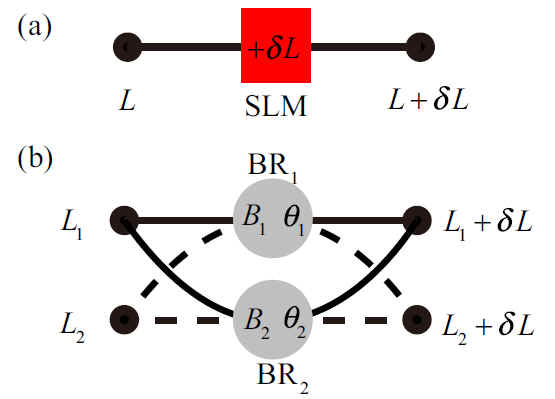 (a)
+δL
L SLM L + δL
(b)
BR₁
L₁ B₁ θ₁ L₁ + δL
L₂ B₂ θ₂ L₂ + δL
BR₂